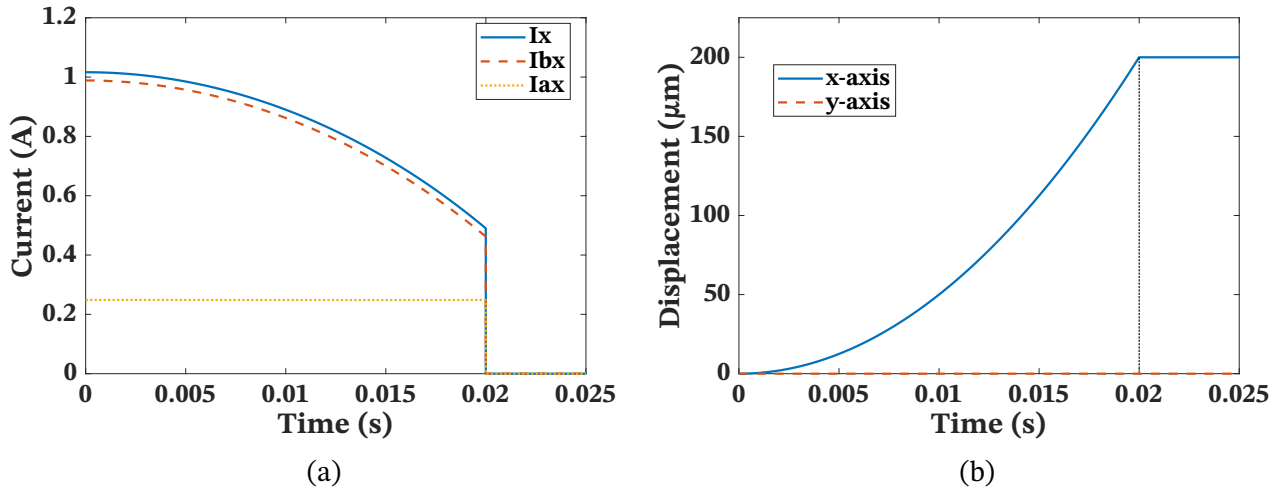 1.2
1
0.8
0.6
0.4
0.2
0
Current (A)
Ix
Ibx
Iax
0 0.005 0.01 0.015 0.02 0.025
Time (s)
(a)
200
150
100
50
0
Displacement (μm)
x-axis
y-axis
0 0.005 0.01 0.015 0.02 0.025
Time (s)
(b)